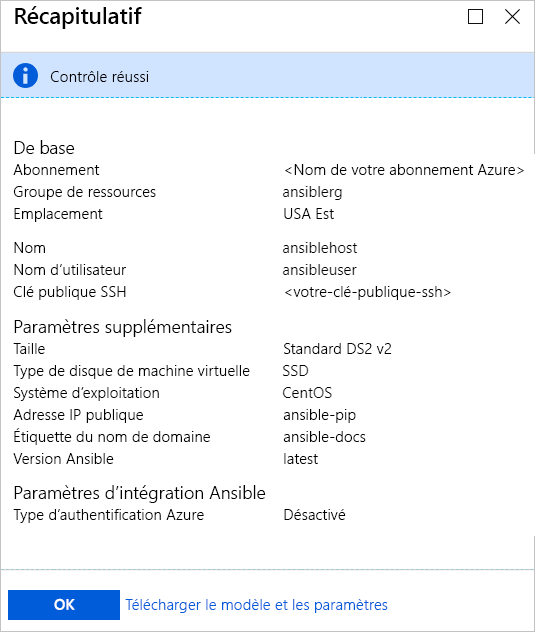 Récapitulatif
Contrôle réussi
De base
Abonnement <Nom de votre abonnement Azure>
Groupe de ressources ansiblerg
Emplacement USA Est
Nom ansiblehost
Nom d’utilisateur ansibleuser
Clé publique SSH <votre-clé-publique-ssh>
Paramètres supplémentaires
Taille Standard DS2 v2
Type de disque de machine virtuelle SSD
Système d’exploitation CentOS
Adresse IP publique ansible-pip
Étiquette du nom de domaine ansible-docs
Version Ansible latest
Paramètres d’intégration Ansible
Type d’authentification Azure Désactivé
OK Télécharger le modèle et les paramètres